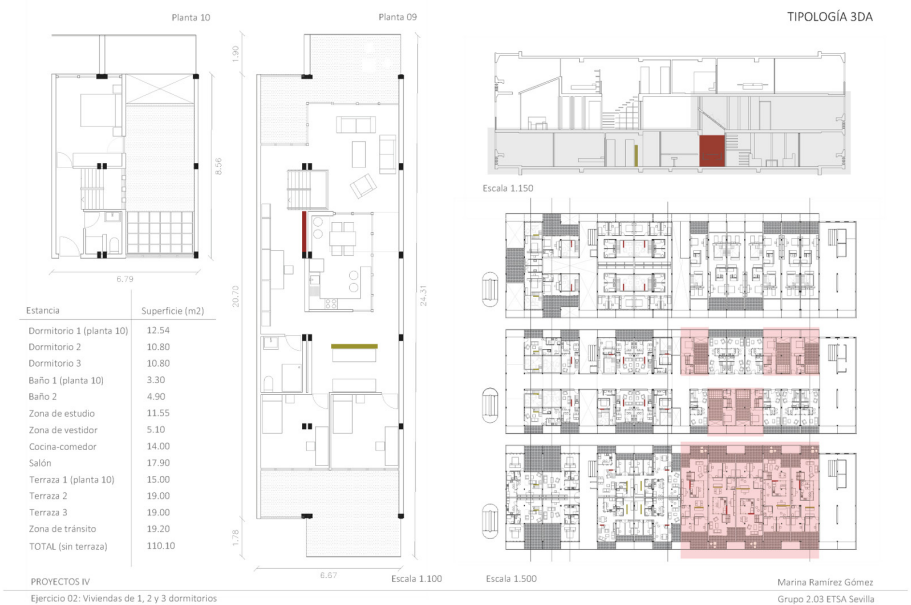 Planta 10
Planta 09
TIPOLOGÍA 3DA
1.90
8.56
6.79
20.70
24.31
1.78
6.67
Estancia Superficie (m2)
Dormitorio 1 (planta 10) 12.54
Dormitorio 2 10.80
Dormitorio 3 10.80
Baño 1 (planta 10) 3.30
Baño 2 4.90
Zona de estudio 11.55
Zona de vestidor 5.10
Cocina-comedor 14.00
Salón 17.90
Terraza 1 (planta 10) 15.00
Terraza 2 19.00
Terraza 3 19.00
Zona de tránsito 19.20
TOTAL (sin terraza) 110.10
Escala 1.150
Escala 1.100
Escala 1.500
PROYECTOS IV
Ejercicio 02: Viviendas de 1, 2 y 3 dormitorios
Marina Ramírez Gómez
Grupo 2.03 ETSA Sevilla